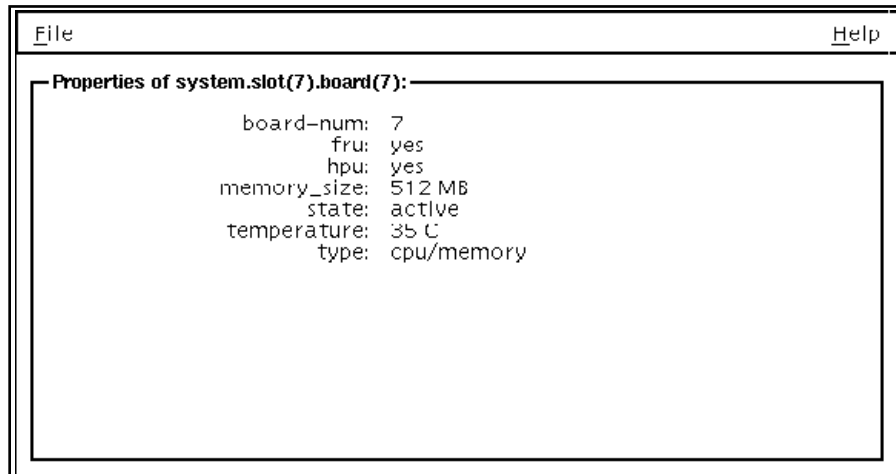 File Help
Properties of system.slot(7).board(7):
board-num: 7
fru: yes
hpu: yes
memory_size: 512 MB
state: active
temperature: 35 C
type: cpu/memory